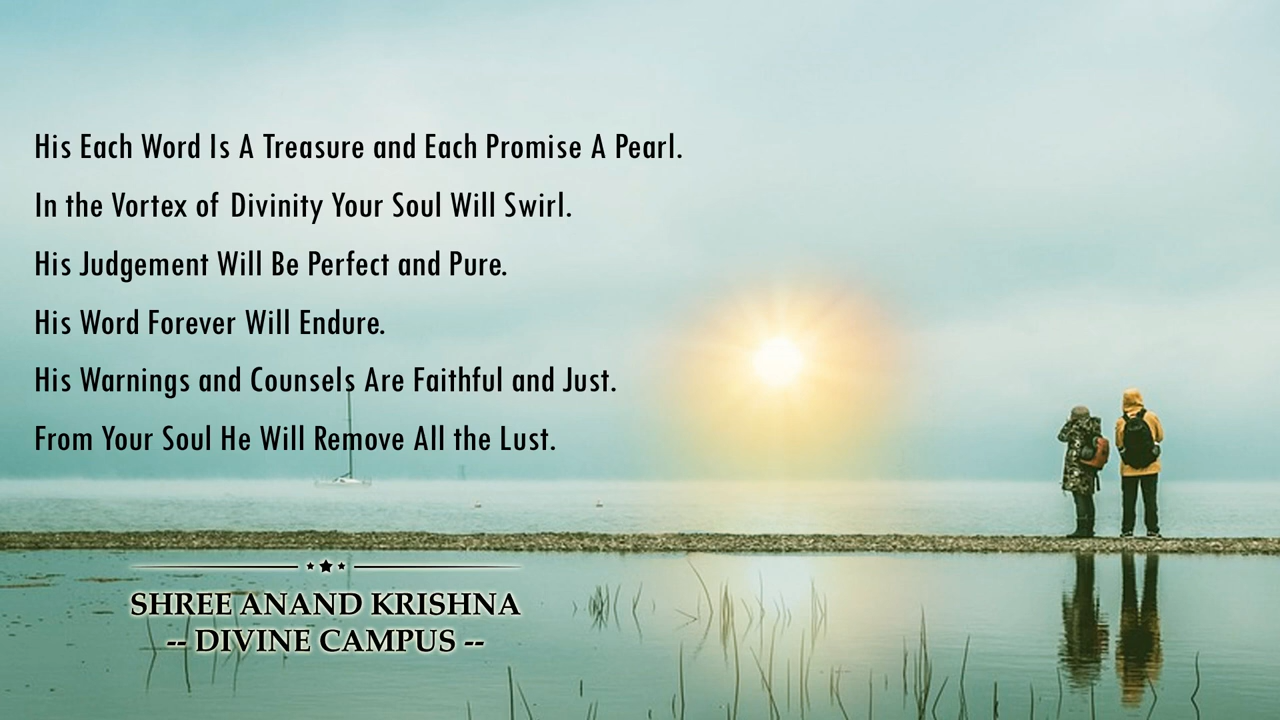 His Each Word Is A Treasure and Each Promise A Pearl.
In the Vortex of Divinity Your Soul Will Swirl.
His Judgement Will Be Perfect and Pure.
His Word Forever Will Endure.
His Warnings and Counsels Are Faithful and Just.
From Your Soul He Will Remove All the Lust.
SHREE ANAND KRISHNA
-- DIVINE CAMPUS --